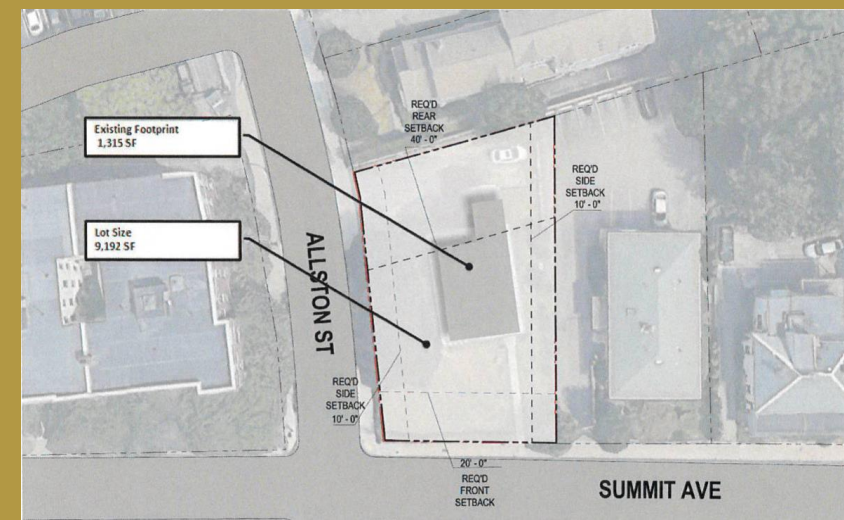 REQ'D
REAR
SETBACK
40' - 0"
Existing Footprint
1,315 SF
REQ'D
SIDE
SETBACK
10' - 0"
Lot Size
9,192 SF
ALLSTON ST
REQ'D
SIDE
SETBACK
10' - 0"
20' - 0"
REQ'D
FRONT
SETBACK
SUMMIT AVE